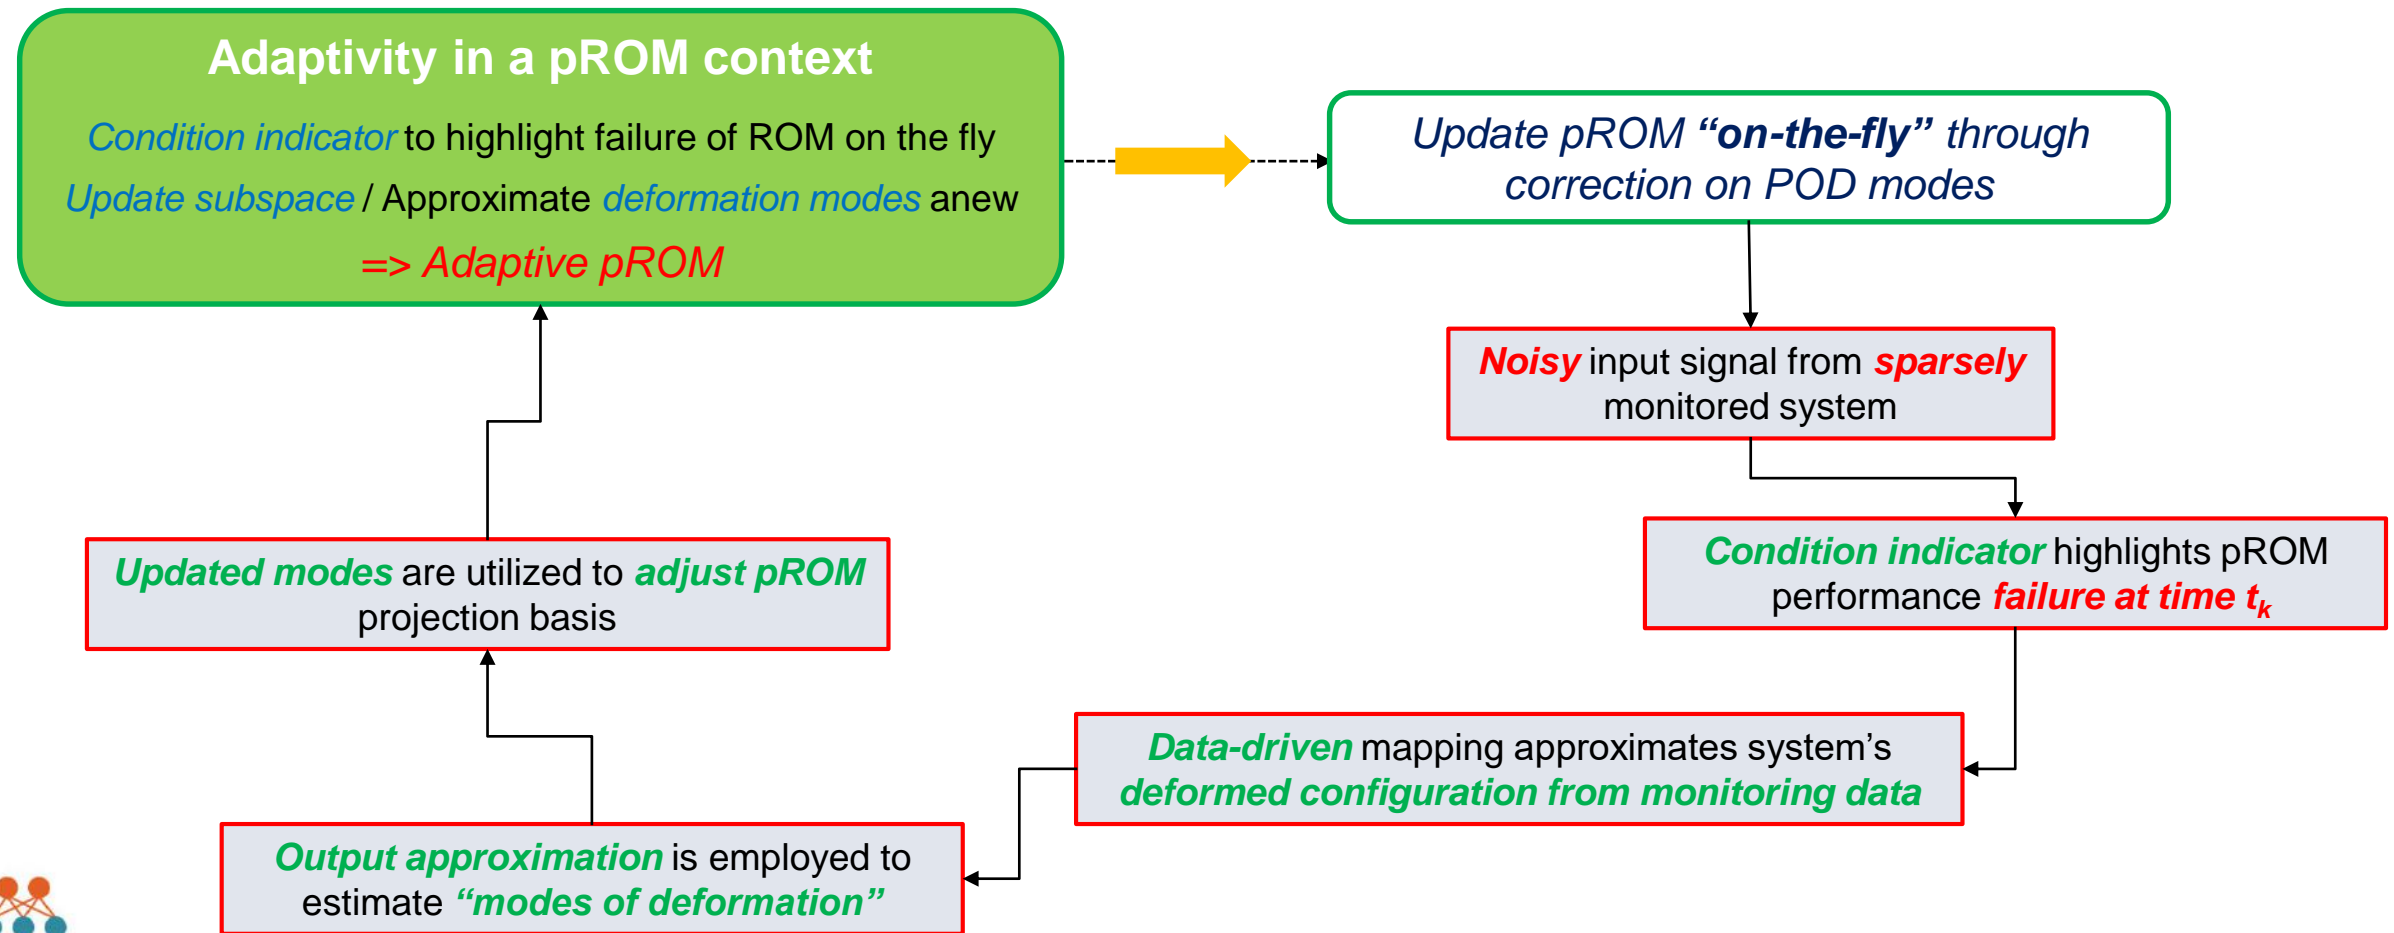 Adaptivity in a pROM context
Condition indicator to highlight failure of ROM on the fly
Update subspace / Approximate deformation modes anew
=> Adaptive pROM
Update pROM “on-the-fly” through
correction on POD modes
Noisy input signal from sparsely
monitored system
Condition indicator highlights pROM
performance failure at time tk
Data-driven mapping approximates system’s
deformed configuration from monitoring data
Output approximation is employed to
estimate “modes of deformation”
Updated modes are utilized to adjust pROM
projection basis